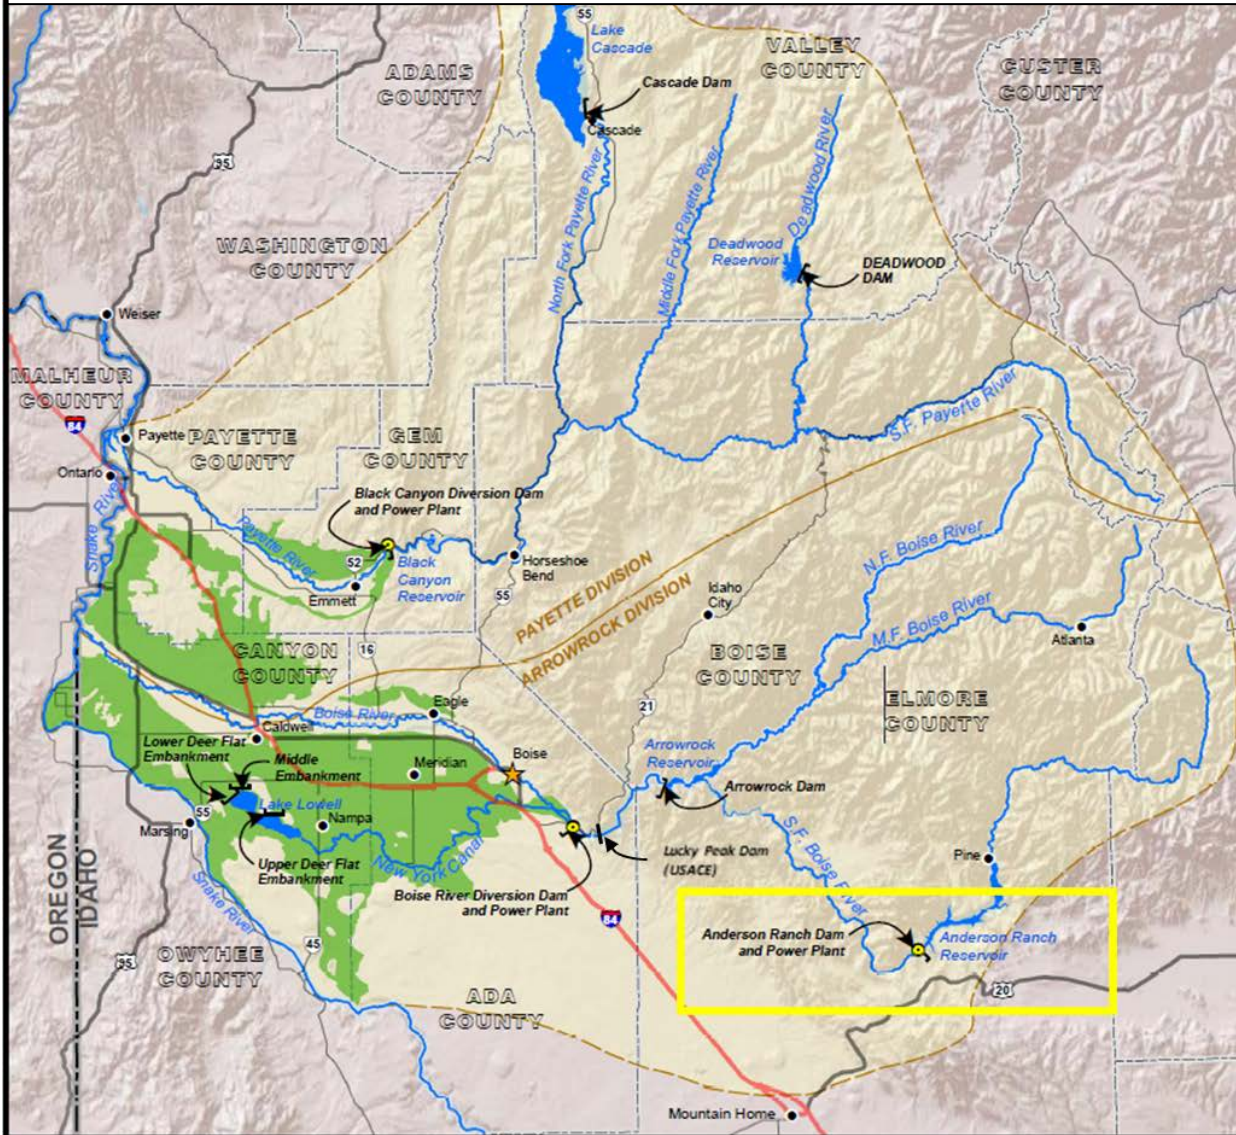 55
Lake
Cascade
VALLEY
COUNTY
ADAMS
COUNTY
CUSTER
COUNTY
Cascade Dam
Cascade
95
North Fork Payette River
Middle Fork Payette River
Deadwood River
WASHINGTON
COUNTY
Deadwood
Reservoir
DEADWOOD
DAM
Weiser
MALHEUR
COUNTY
84
Payette
PAYETTE
COUNTY
GEM
COUNTY
S.F. Payette River
Ontario
Snake River
Black Canyon Diversion Dam
and Power Plant
Payette River
52
Black
Canyon
Reservoir
Emmett
Horseshoe
Bend
55
N.F. Boise River
PAYETTE DIVISION
ARROWROCK DIVISION
Idaho
City
M.F. Boise River
Atlanta
CANYON
COUNTY
16
BOISE
COUNTY
ELMORE
COUNTY
21
Eagle
Boise River
Caldwell
Lower Deer Flat
Embankment
Middle
Embankment
Meridian
Boise
Arrowrock
Reservoir
Arrowrock Dam
Lake Lowell
55
Marsing
Nampa
New York Canal
Upper Deer Flat
Embankment
Lucky Peak Dam
(USACE)
Pine
Boise River Diversion Dam
and Power Plant
S.F. Boise River
Snake River
OREGON
IDAHO
84
Anderson Ranch Dam
and Power Plant
Anderson Ranch
Reservoir
45
95
OWYHEE
COUNTY
20
ADA
COUNTY
Mountain Home